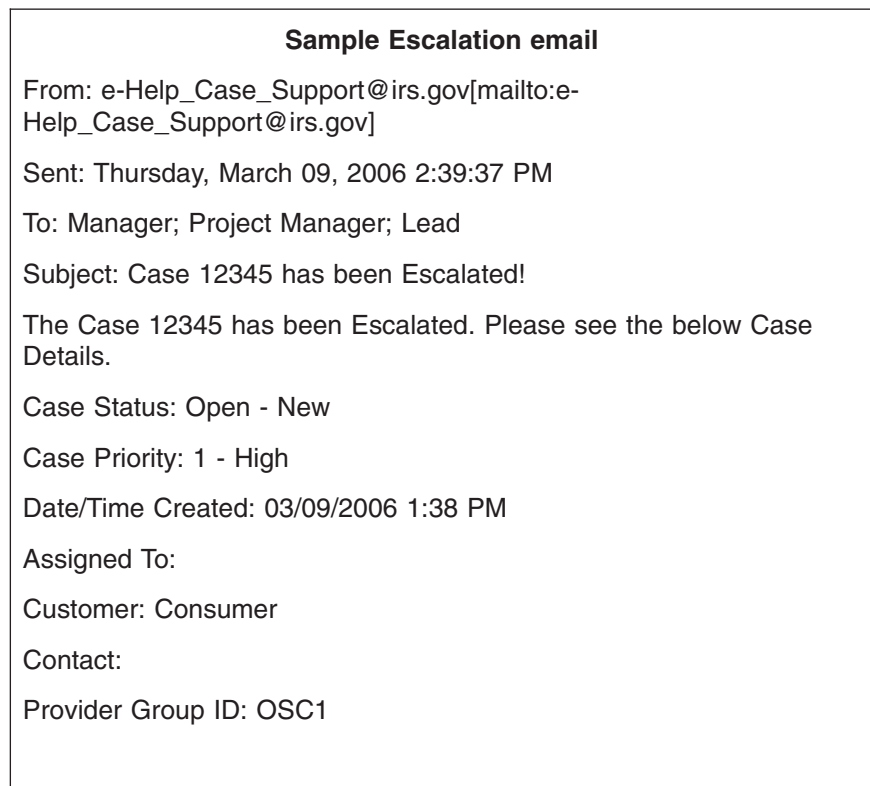 Sample Escalation email
From: e-Help_Case_Support@irs.gov[mailto:e-
Help_Case_Support@irs.gov]
Sent: Thursday, March 09, 2006 2:39:37 PM
To: Manager; Project Manager; Lead
Subject: Case 12345 has been Escalated!
The Case 12345 has been Escalated. Please see the below Case
Details.
Case Status: Open - New
Case Priority: 1 - High
Date/Time Created: 03/09/2006 1:38 PM
Assigned To:
Customer: Consumer
Contact:
Provider Group ID: OSC1